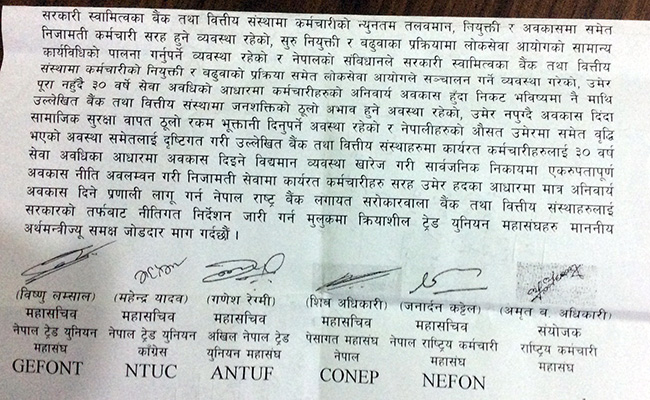 सरकारी स्वामित्वका बैंक तथा वित्तीय संस्थामा कर्मचारीको न्युनतम तलवमान, नियुक्ती र अवकासमा समेत
निजामती कर्मचारी सरह हुने व्यवस्था रहेको, सुरु नियुक्ती र बढुवाका प्रक्रियामा लोकसेवा आयोगको सामान्य
कार्यविधिको पालना गर्नुपर्ने व्यवस्था रहेको र नेपालको संविधानले सरकारी स्वामित्वका बैंक तथा वित्तीय
संस्थामा कर्मचारीको नियुक्ती र बढुवाको प्रक्रिया समेत लोकसेवा आयोगले सञ्चालन गर्ने व्यवस्था गरेको, उमेर
पूरा नहुँदै ३० वर्षे सेवा अवधिको आधारमा कर्मचारीहरुको अनिवार्य अवकास हुँदा निकट भविष्यमा नै माथि
उल्लेखित बैंक तथा वित्तीय संस्थामा जनशक्तिको ठूलो अभाव हुने अवस्था रहेको, उमेर नपुग्दै अवकास दिंदा
सामाजिक सुरक्षा वापत ठूलो रकम भूक्तानी दिनुपर्ने अवस्था रहेको र नेपालीहरुको औसत उमेरमा समेत वृद्धि
भएको अवस्था समेतलाई दृष्टिगत गरी उल्लेखित बैंक तथा वित्तीय संस्थाहरुमा कार्यरत कर्मचारीहरुलाई ३० वर्ष
सेवा अवधिका आधारमा अवकास दिइने विद्यमान व्यवस्था खारेज गरी सार्वजनिक निकायमा एकरुपतापूर्ण
अवकास नीति अवलम्वन गरी निजामती सेवामा कार्यरत कर्मचारीहरु सरह उमेर हदका आधारमा मात्र अनिवार्य
अवकास दिने प्रणाली लागू गर्न नेपाल राष्ट्र बैंक लगायत सरोकारवाला बैंक तथा वित्तीय संस्थाहरुलाई
सरकारको तर्फबाट नीतिगत निर्देशन जारी गर्न मुलुकमा क्रियाशील ट्रेड युनियन महासंघहरु माननीय
अर्थमन्त्रीज्यू समक्ष जोडदार माग गर्दछौं ।
(विष्णु लम्साल) (महेन्द्र यादव) (गणेश रेग्मी) (शिव अधिकारी) (जनार्दन कट्टेल) (अमृत व. अधिकारी)
महासचिव महासचिव महासचिव महासचिव महासचिव संयोजक
नेपाल ट्रेड युनियन नेपाल ट्रेड युनियन अखिल नेपाल ट्रेड पेसागत महासंघ नेपाल राष्ट्रिय कर्मचारी राष्ट्रिय कर्मचारी
महासंघ कांग्रेस युनियन महासंघ नेपाल महासंघ महासंघ
GEFONT NTUC ANTUF CONEP NEFON